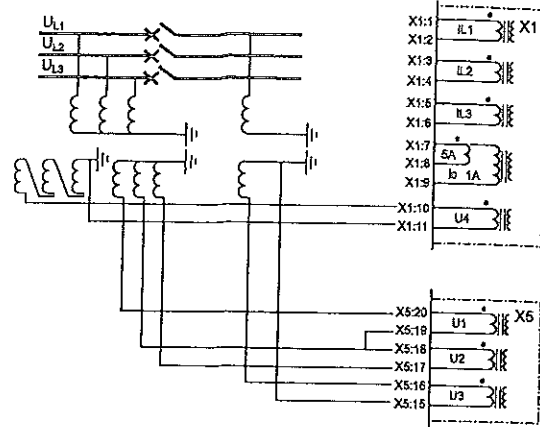 UL1
UL2
UL3
X1:1
IL1
X1
X1:2
X1:3
IL2
X1:4
X1:5
IL3
X1:6
X1:7
5A
X1:8
Io 1A
X1:9
X1:10
U4
X1:11
X5:20
U1
X5
X5:19
X5:18
U2
X5:17
X5:16
U3
X5:15